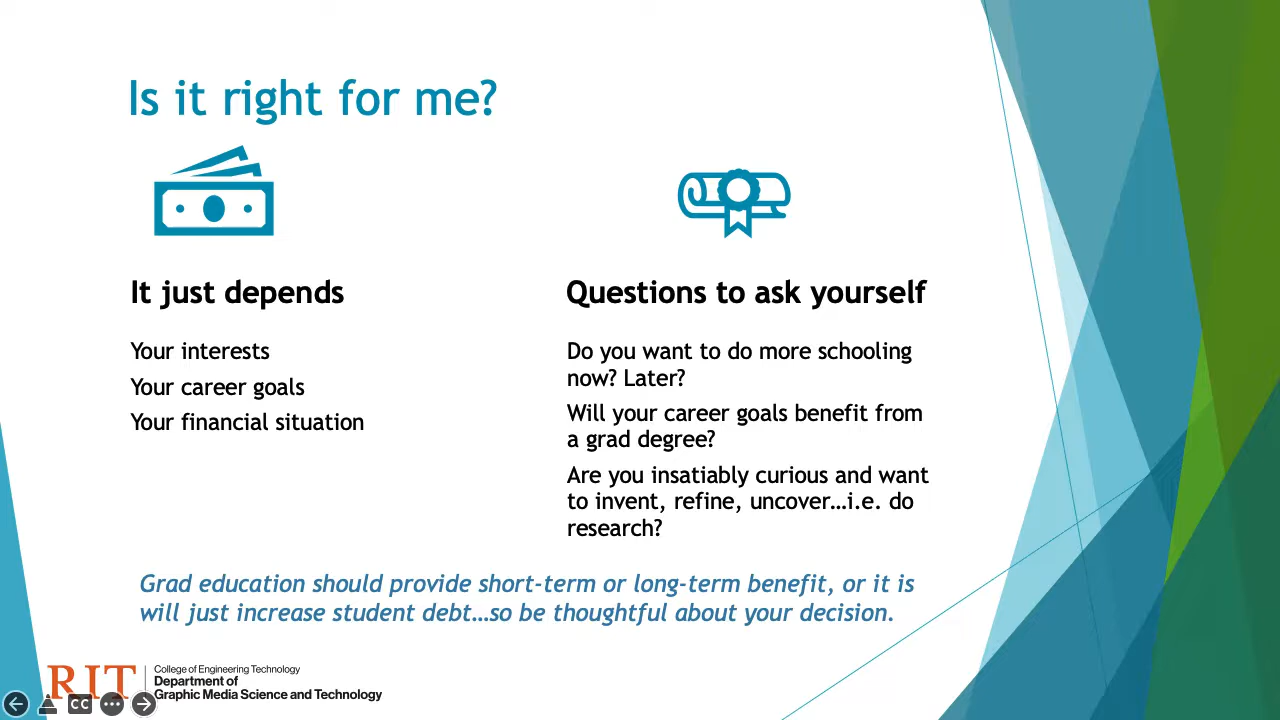 Is it right for me?
It just depends
Your interests
Your career goals
Your financial situation
Questions to ask yourself
Do you want to do more schooling
now? Later?
Will your career goals benefit from
a grad degree?
Are you insatiably curious and want
to invent, refine, uncover…i.e. do
research?
Grad education should provide short-term or long-term benefit, or it is
will just increase student debt…so be thoughtful about your decision.
RIT
College of Engineering Technology
Department of
Graphic Media Science and Technology
CC